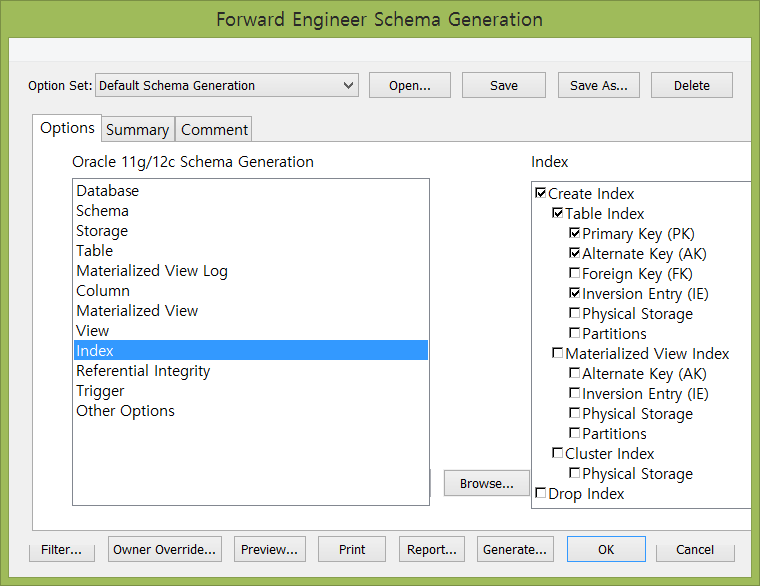 Forward Engineer Schema Generation
Option Set: Default Schema Generation Open... Save Save As... Delete
Options Summary Comment
Oracle 11g/12c Schema Generation
Database
Schema
Storage
Table
Materialized View Log
Column
Materialized View
View
Index
Referential Integrity
Trigger
Other Options
Browse...
Index
Create Index
Table Index
Primary Key (PK)
Alternate Key (AK)
Foreign Key (FK)
Inversion Entry (IE)
Physical Storage
Partitions
Materialized View Index
Alternate Key (AK)
Inversion Entry (IE)
Physical Storage
Partitions
Cluster Index
Physical Storage
Drop Index
Filter... Owner Override... Preview... Print Report... Generate... OK Cancel